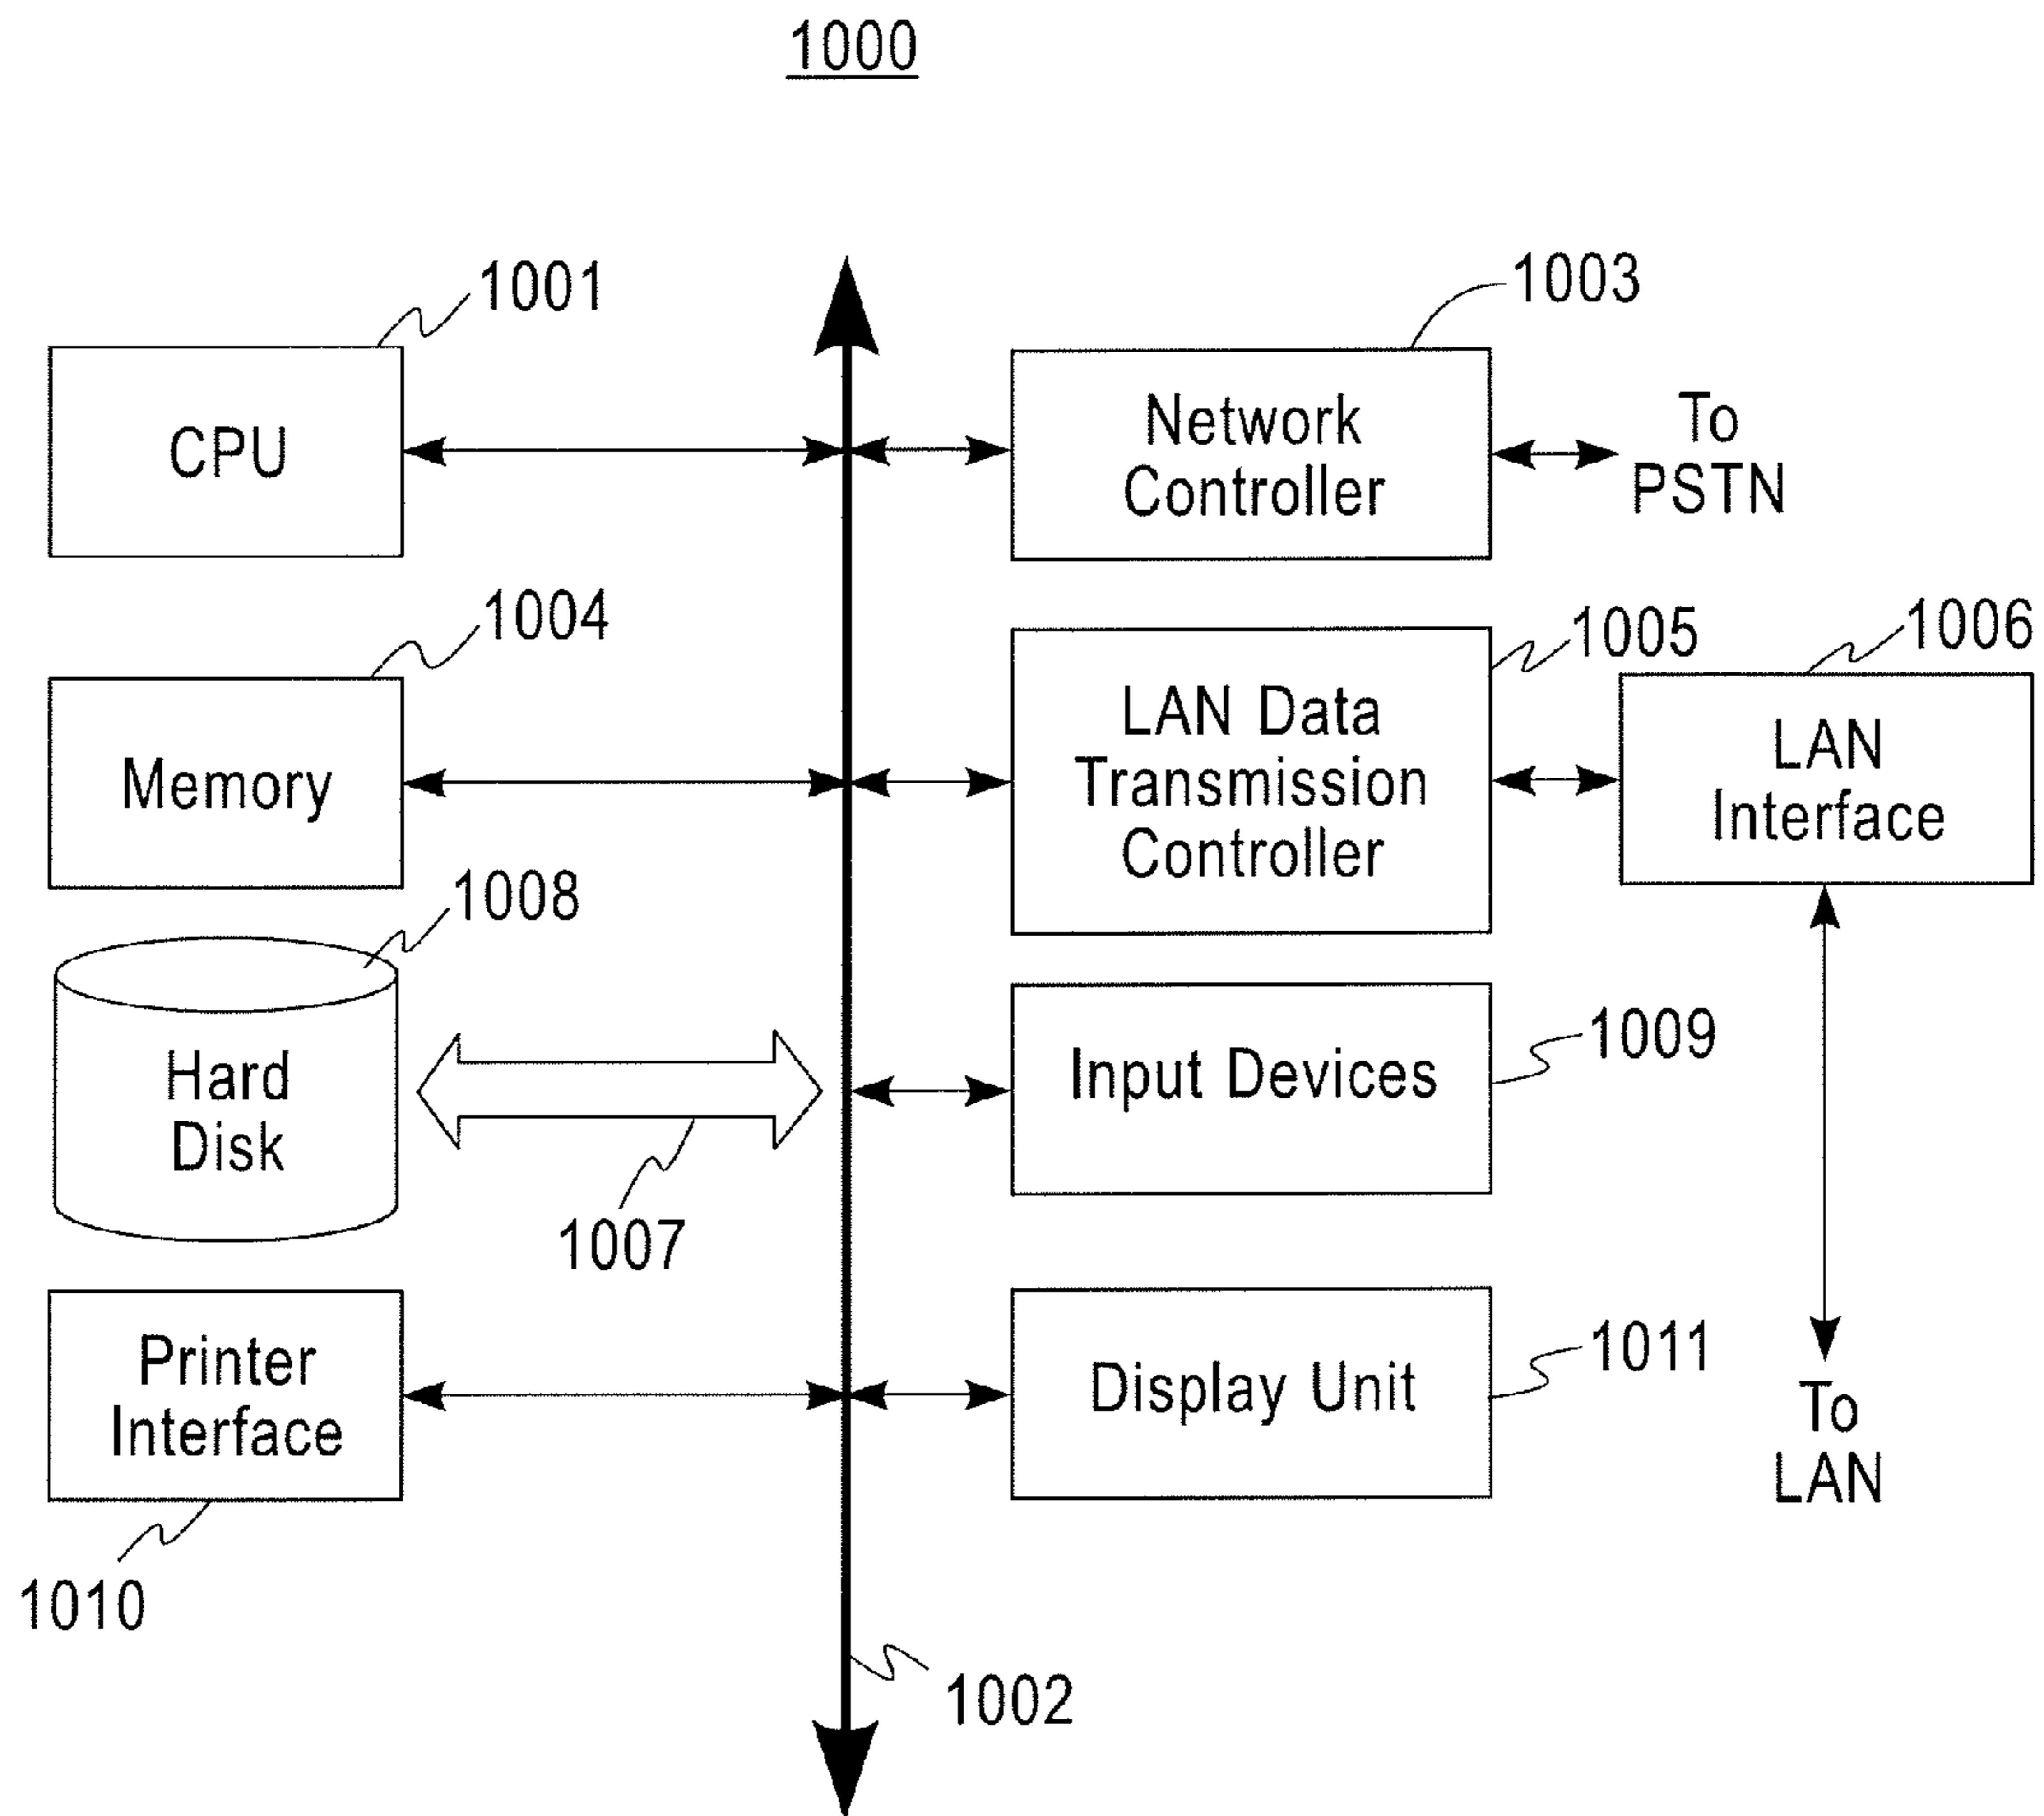 1000
1001
CPU
1003
Network
Controller
To
PSTN
1004
Memory
1005
LAN Data
Transmission
Controller
1006
LAN
Interface
1008
Hard
Disk
1007
1009
Input Devices
Printer
Interface
1010
1011
Display Unit
To
LAN
1002